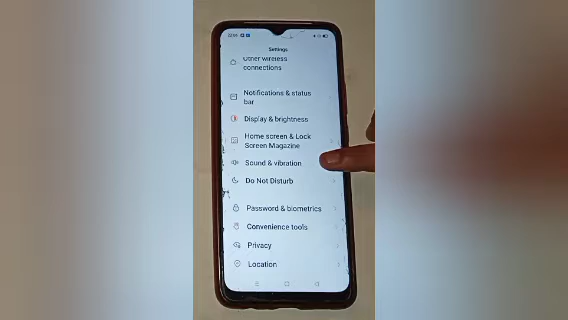 Settings
Other wireless
connections
Notifications & status
bar
Display & brightness
Home screen & Lock
Screen Magazine
Sound & vibration
Do Not Disturb
Password & biometrics
Convenience tools
Privacy
Location